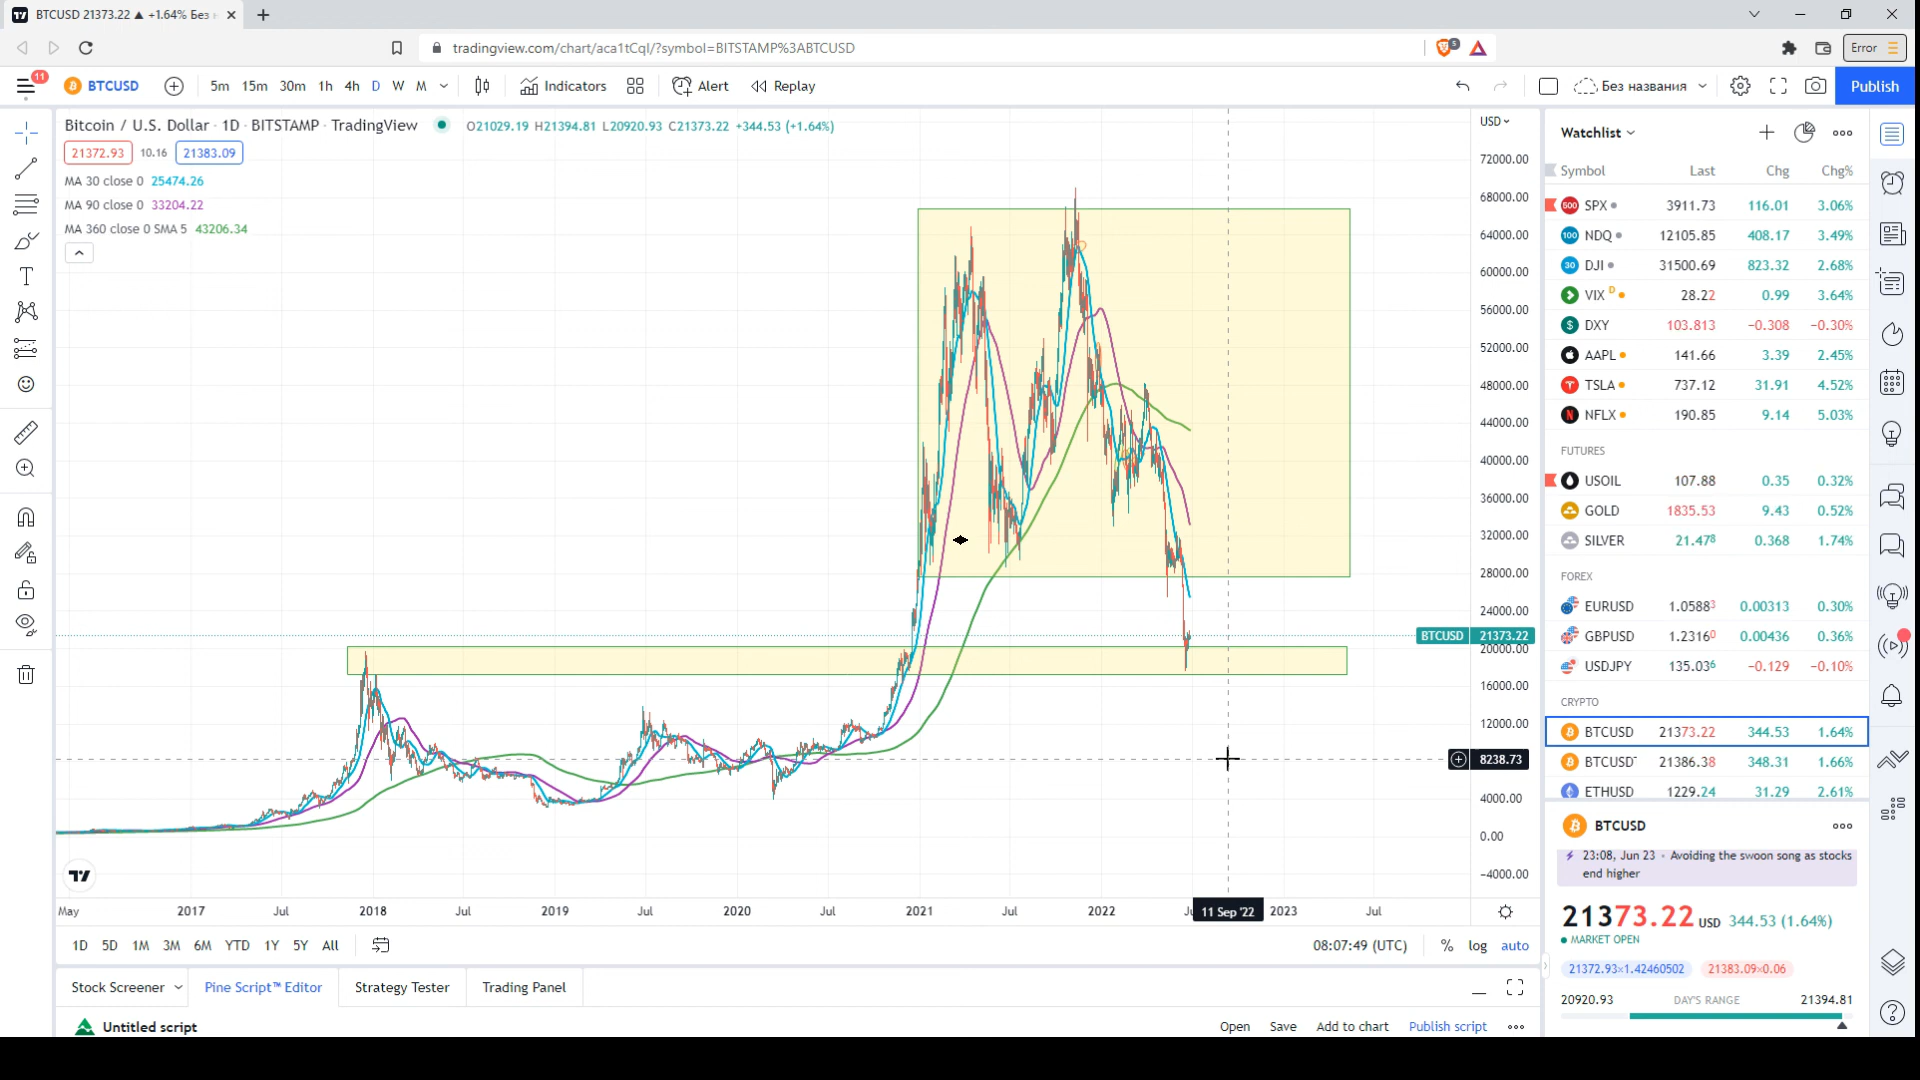 BTCUSD 21373.22 ▲ +1.64% Без
tradingview.com/chart/aca1tCql/?symbol=BITSTAMP%3ABTCUSD
5
Error
11
BTCUSD
5m 15m 30m 1h 4h D W M
Indicators
Alert
Replay
Без названия
Publish
Bitcoin / U.S. Dollar · 1D · BITSTAMP · TradingView
O21029.19 H21394.81 L20920.93 C21373.22 +344.53 (+1.64%)
21372.93 10.16 21383.09
MA 30 close 0 25474.26
MA 90 close 0 33204.22
MA 360 close 0 SMA 5 43206.34
USD
72000.00
68000.00
64000.00
60000.00
56000.00
52000.00
48000.00
44000.00
40000.00
36000.00
32000.00
28000.00
24000.00
BTCUSD 21373.22
20000.00
16000.00
12000.00
8238.73
4000.00
0.00
−4000.00
May 2017 Jul 2018 Jul 2019 Jul 2020 Jul 2021 Jul 2022 11 Sep '22 2023 Jul
1D 5D 1M 3M 6M YTD 1Y 5Y All
08:07:49 (UTC) % log auto
Stock Screener Pine Script™ Editor Strategy Tester Trading Panel
Untitled script
Open Save Add to chart Publish script
Watchlist
Symbol Last Chg Chg%
500 SPX 3911.73 116.01 3.06%
100 NDQ 12105.85 408.17 3.49%
30 DJI 31500.69 823.32 2.68%
VIX D 28.22 0.99 3.64%
DXY 103.813 −0.308 −0.30%
AAPL 141.66 3.39 2.45%
TSLA 737.12 31.91 4.52%
NFLX 190.85 9.14 5.03%
FUTURES
USOIL 107.88 0.35 0.32%
GOLD 1835.53 9.43 0.52%
SILVER 21.478 0.368 1.74%
FOREX
EURUSD 1.05883 0.00313 0.30%
GBPUSD 1.23160 0.00436 0.36%
USDJPY 135.036 −0.129 −0.10%
CRYPTO
BTCUSD 21373.22 344.53 1.64%
BTCUSD 21386.38 348.31 1.66%
ETHUSD 1229.24 31.29 2.61%
BTCUSD
23:08, Jun 23 • Avoiding the swoon song as stocks
end higher
21373.22 USD 344.53 (1.64%)
MARKET OPEN
21372.93×1.42460502 21383.09×0.06
20920.93 DAY'S RANGE 21394.81